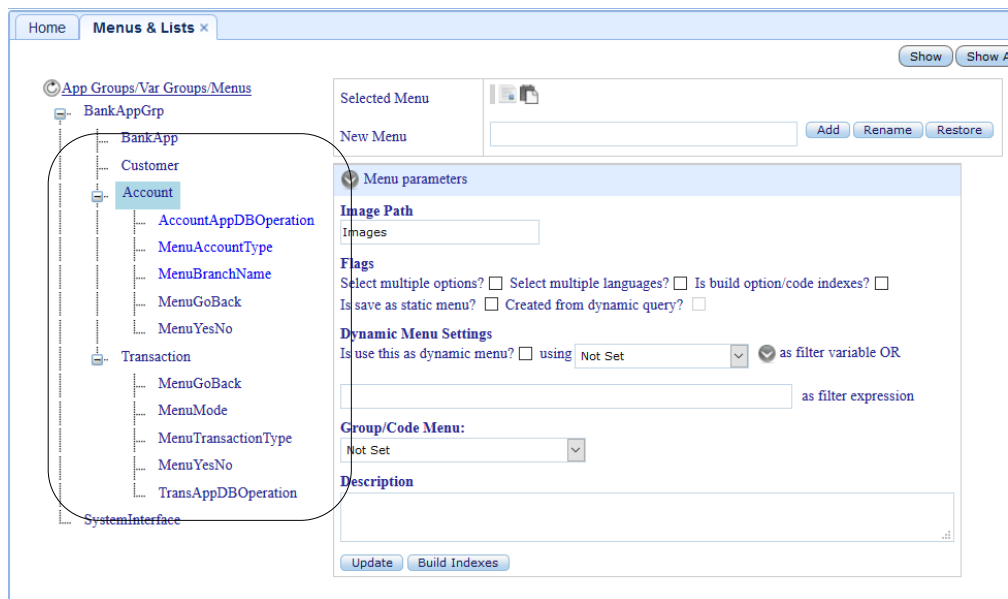 Home
Menus & Lists ×
Show
Show A
App Groups/Var Groups/Menus
BankAppGrp
BankApp
Customer
Account
AccountAppDBOperation
MenuAccountType
MenuBranchName
MenuGoBack
MenuYesNo
Transaction
MenuGoBack
MenuMode
MenuTransactionType
MenuYesNo
TransAppDBOperation
SystemInterface
Selected Menu
New Menu
Add Rename Restore
Menu parameters
Image Path
Images
Flags
Select multiple options? Select multiple languages? Is build option/code indexes?
Is save as static menu? Created from dynamic query?
Dynamic Menu Settings
Is use this as dynamic menu? using Not Set as filter variable OR
as filter expression
Group/Code Menu:
Not Set
Description
Update Build Indexes